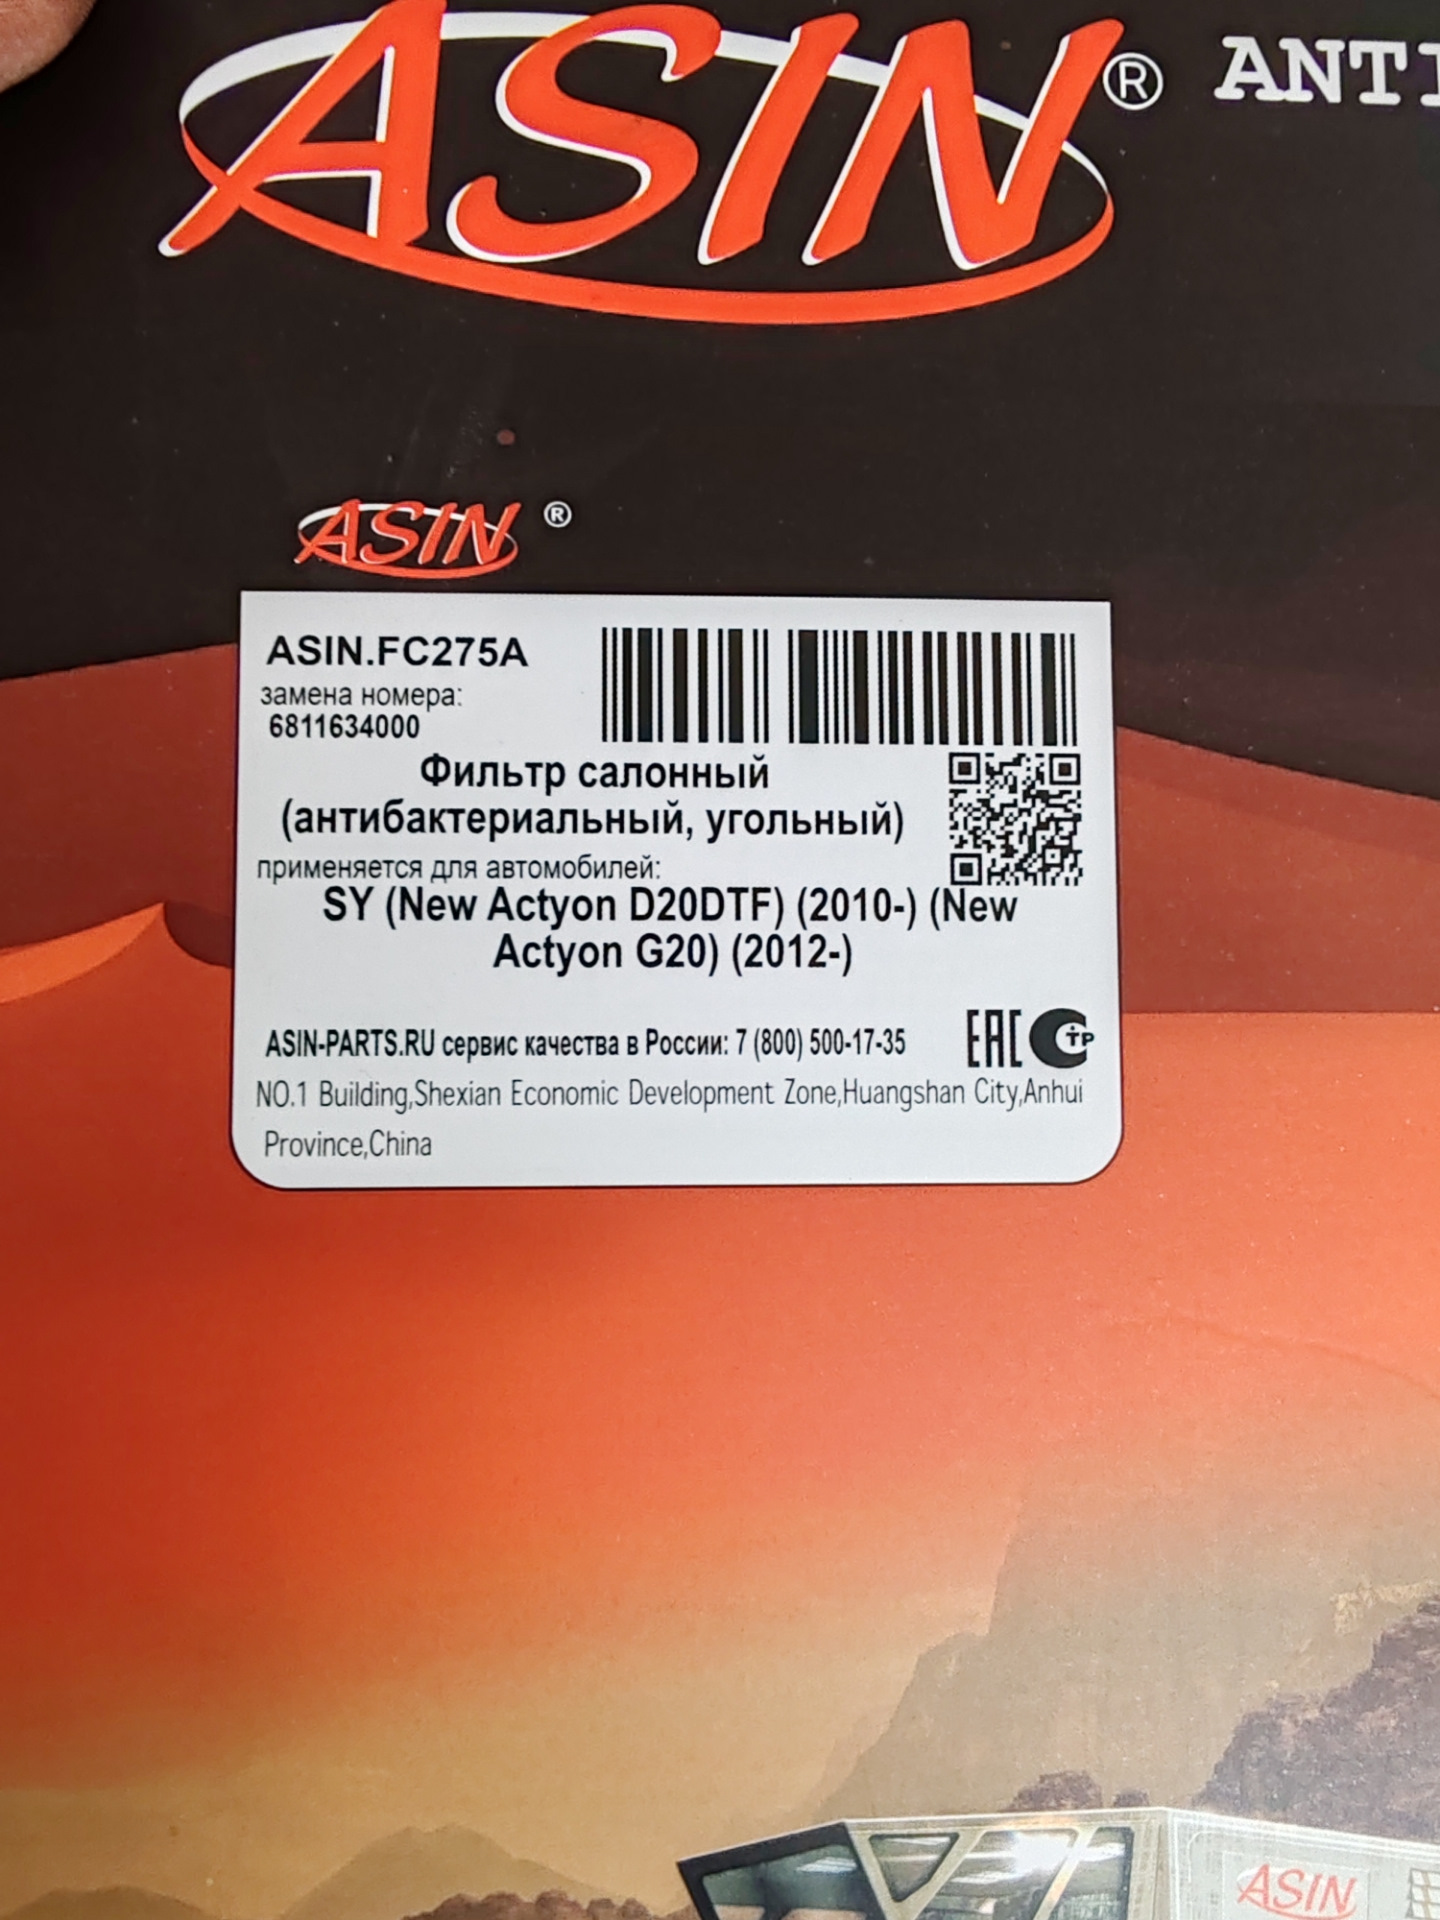 ASIN® ANTI
ASIN ®
ASIN.FC275A
замена номера:
6811634000
Фильтр салонный
(антибактериальный, угольный)
применяется для автомобилей:
SY (New Actyon D20DTF) (2010-) (New
Actyon G20) (2012-)
ASIN-PARTS.RU сервис качества в России: 7 (800) 500-17-35
EAC TP
NO.1 Building,Shexian Economic Development Zone,Huangshan City,Anhui
Province,China
ASIN